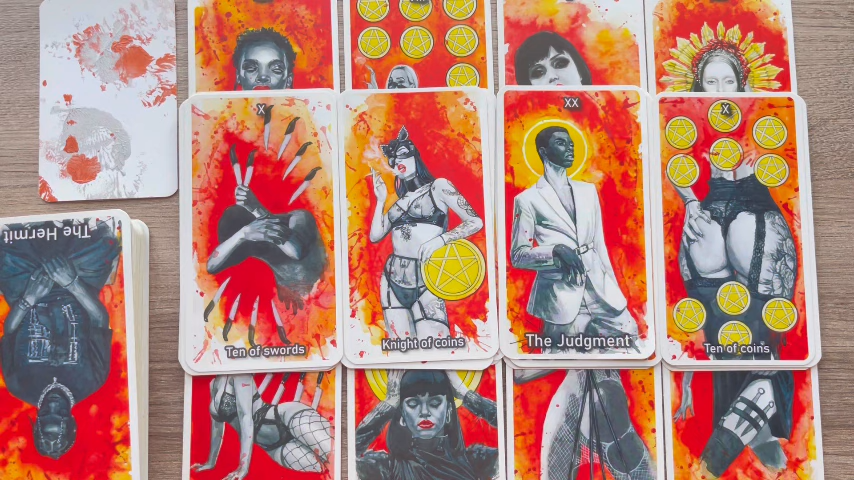 X
XX
X
The Hermit
Ten of swords
Knight of coins
The Judgment
Ten of coins